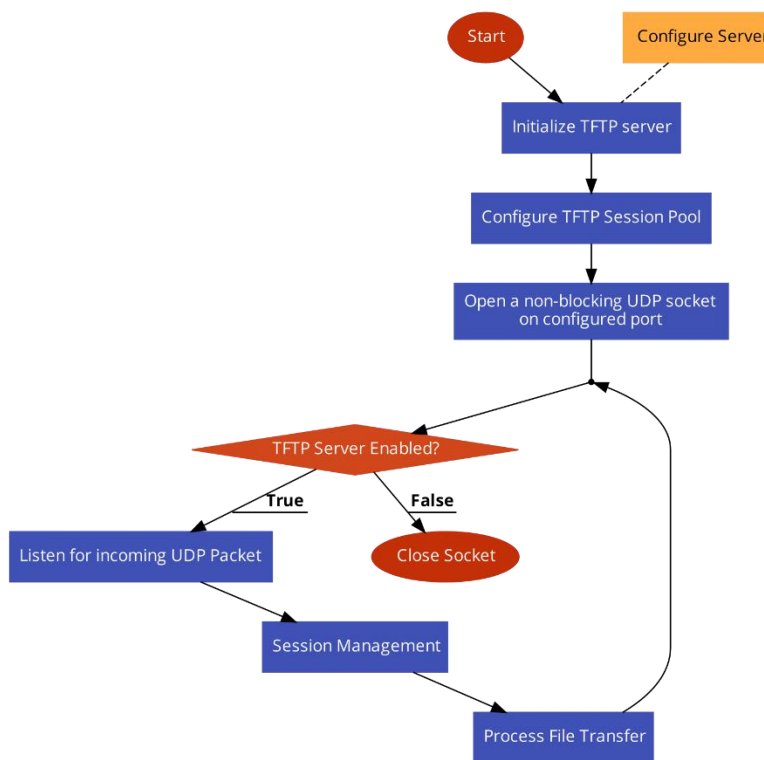 Start
Configure Server
Initialize TFTP server
Configure TFTP Session Pool
Open a non-blocking UDP socket
on configured port
TFTP Server Enabled?
True
False
Listen for incoming UDP Packet
Close Socket
Session Management
Process File Transfer